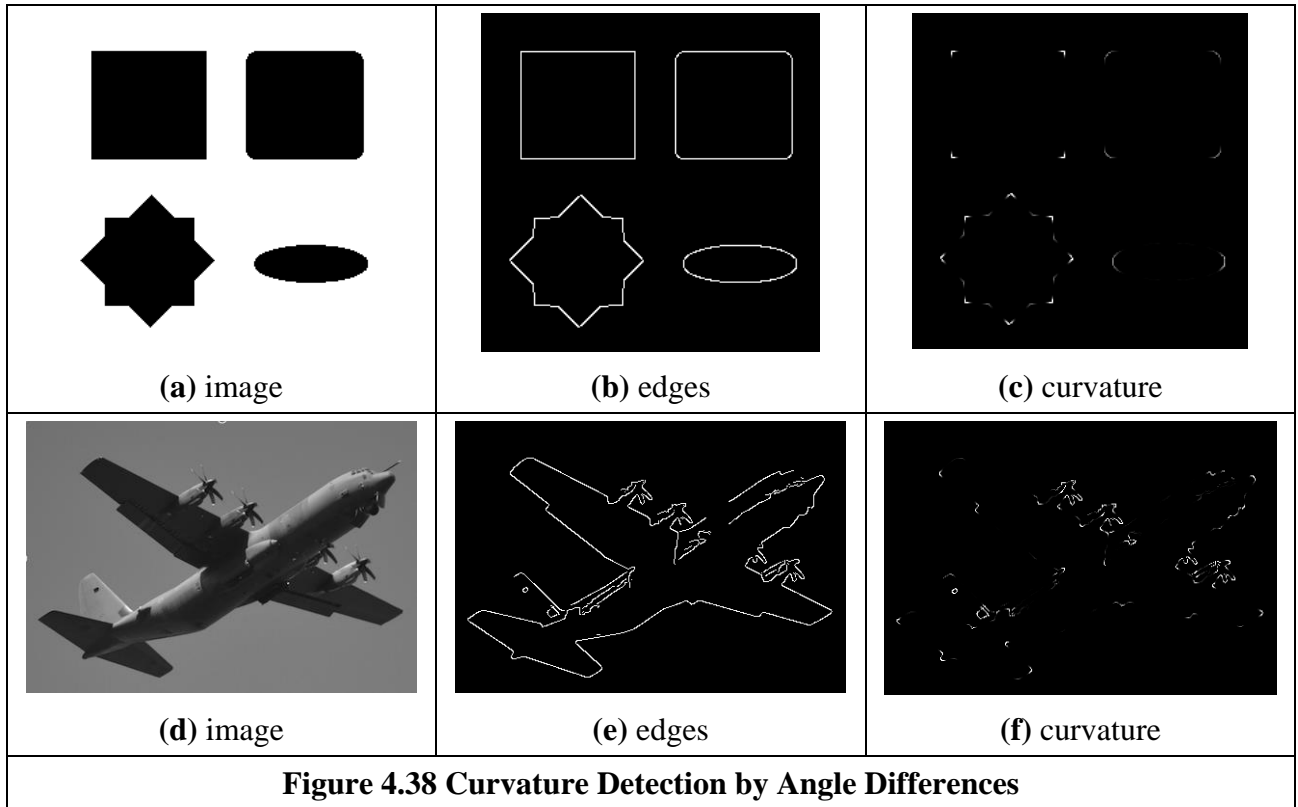 (a) image
(b) edges
(c) curvature
(d) image
(e) edges
(f) curvature
Figure 4.38 Curvature Detection by Angle Differences